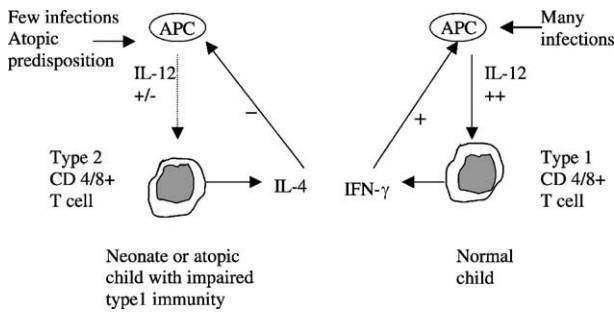 Few infections
Atopic
predisposition
APC
IL-12
+/-
−
Type 2
CD 4/8+
T cell
IL-4
Neonate or atopic
child with impaired
type1 immunity
APC
Many
infections
IL-12
++
+
IFN-γ
Type 1
CD 4/8+
T cell
Normal
child